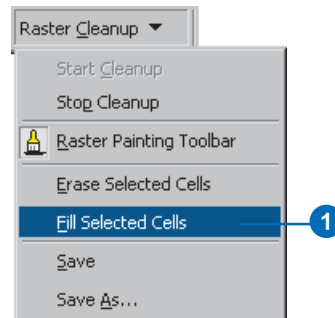 Raster Cleanup
Start Cleanup
Stop Cleanup
Raster Painting Toolbar
Erase Selected Cells
Fill Selected Cells
1
Save
Save As...